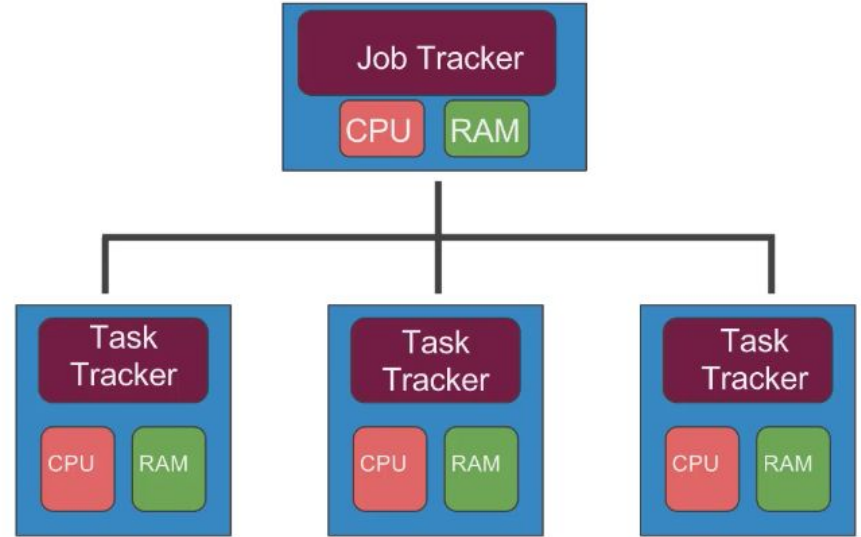 Job Tracker
CPU RAM
Task
Tracker
CPU RAM
Task
Tracker
CPU RAM
Task
Tracker
CPU RAM